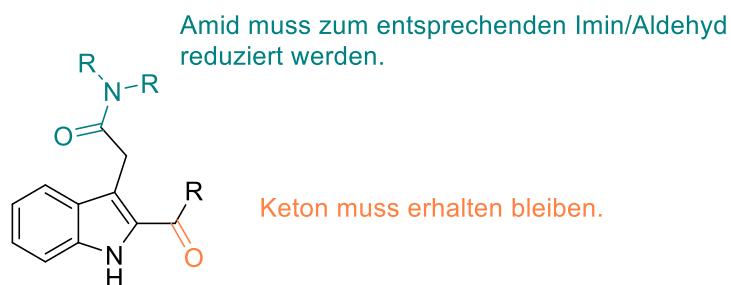 Amid muss zum entsprechenden Imin/Aldehyd
reduziert werden.
R
R
N
O
R
Keton muss erhalten bleiben.
O
N
H